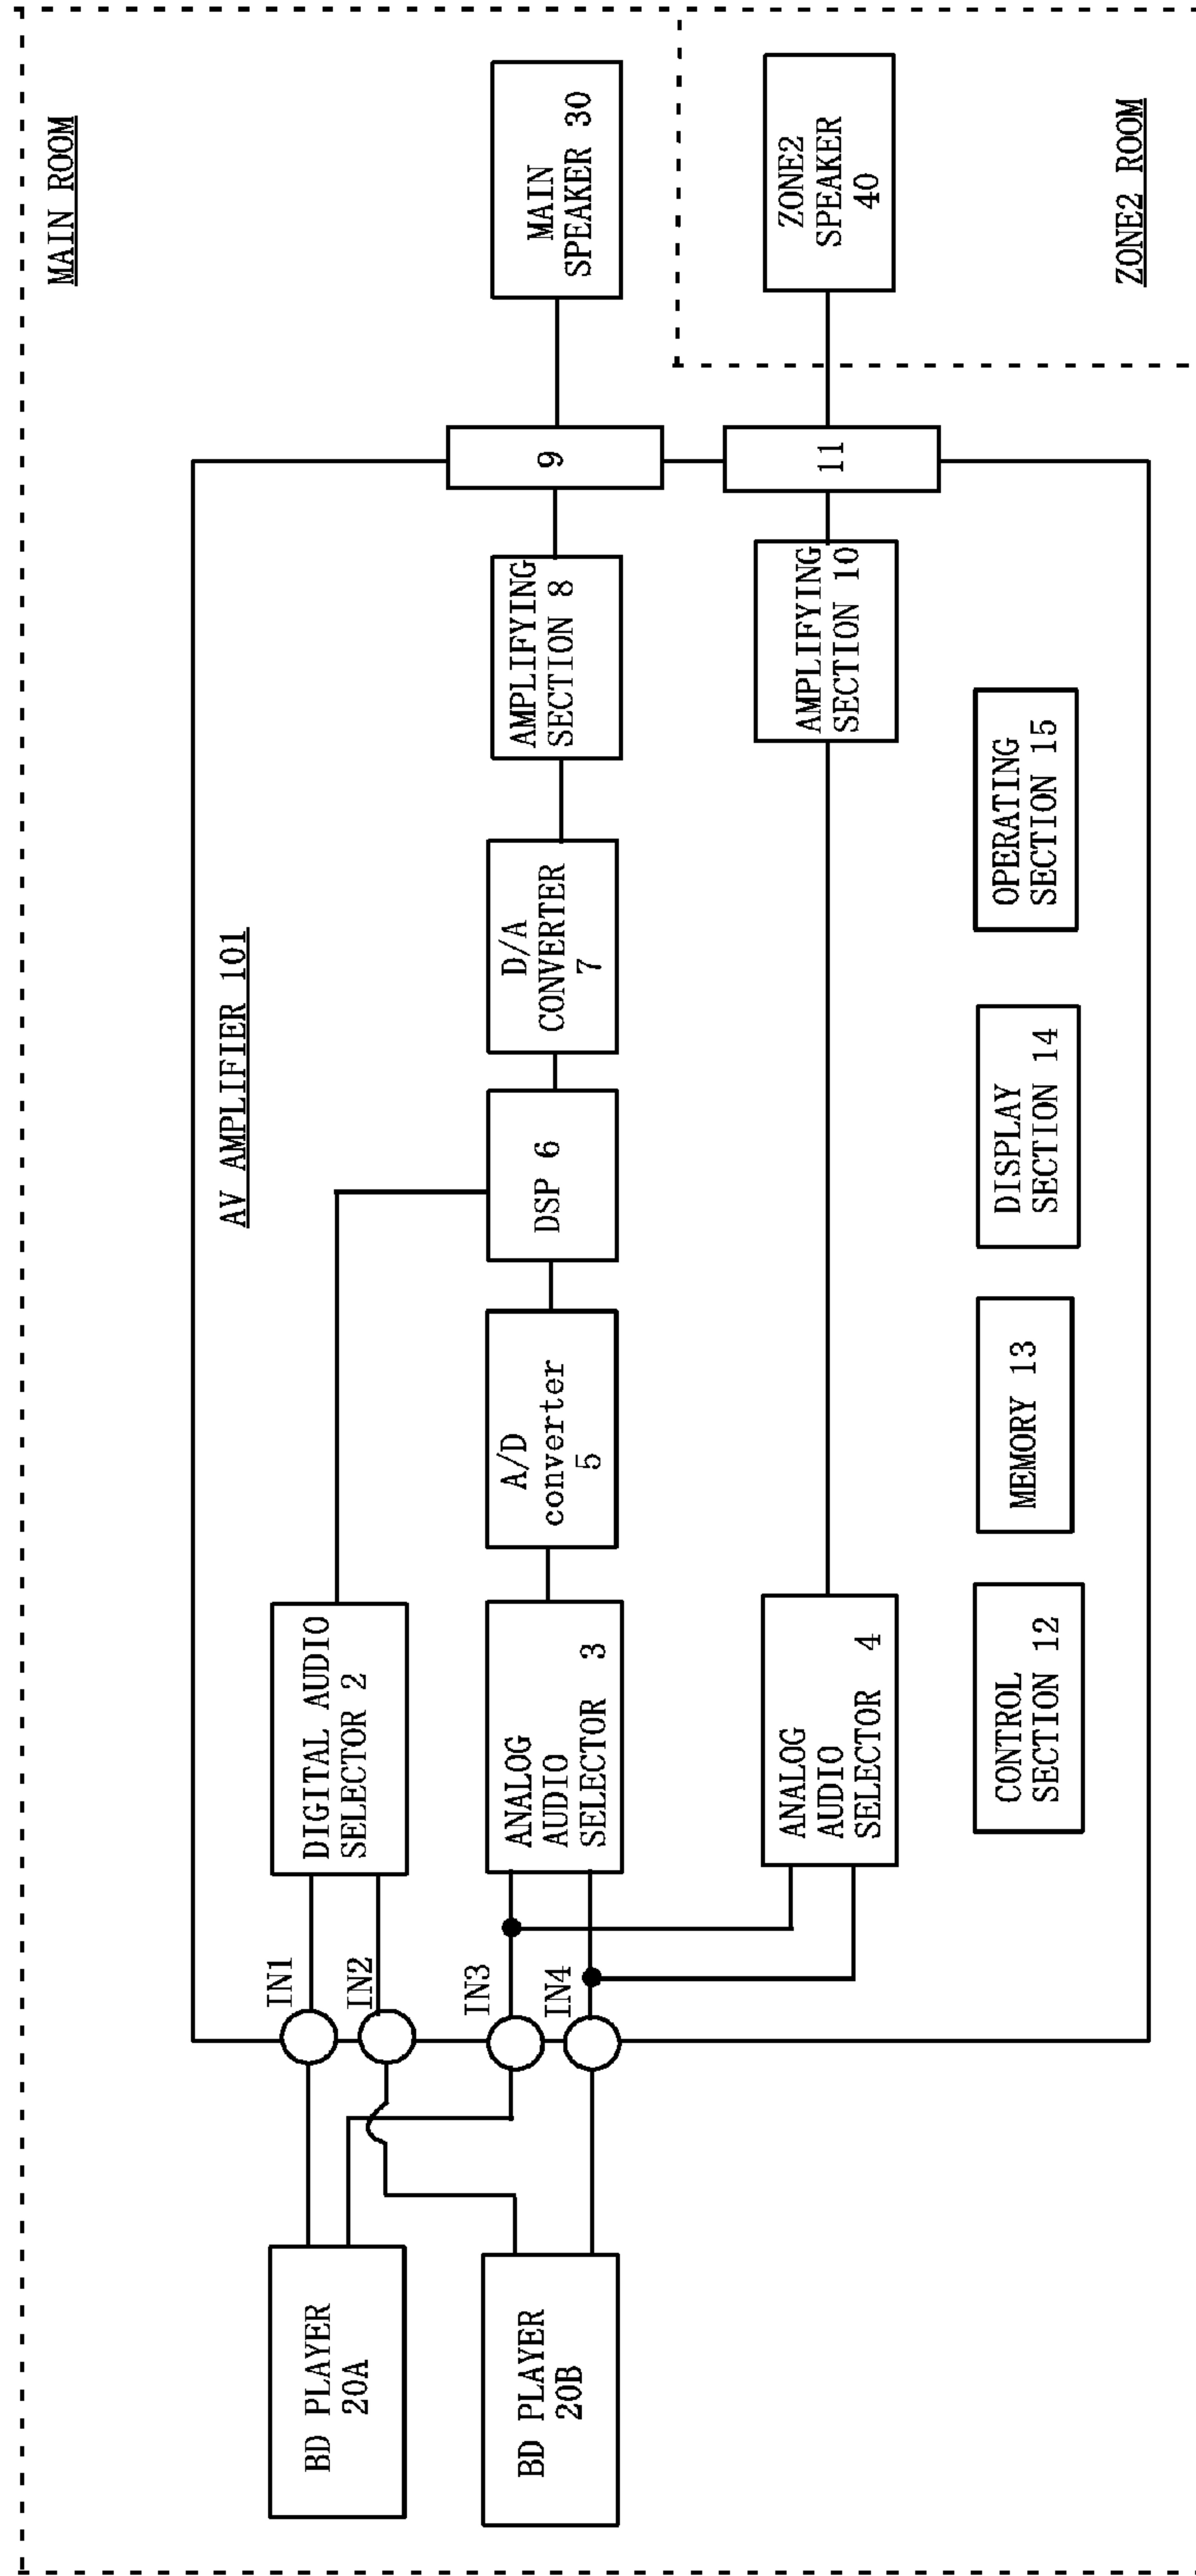 MAIN ROOM
AV AMPLIFIER 101
BD PLAYER
20A
IN1
IN2
DIGITAL AUDIO
SELECTOR 2
BD PLAYER
20B
IN3
IN4
ANALOG
AUDIO
SELECTOR 3
A/D
converter
5
DSP 6
D/A
CONVERTER
7
AMPLIFYING
SECTION 8
9
MAIN
SPEAKER 30
ANALOG
AUDIO
SELECTOR 4
AMPLIFYING
SECTION 10
11
ZONE2
SPEAKER
40
CONTROL
SECTION 12
MEMORY 13
DISPLAY
SECTION 14
OPERATING
SECTION 15
ZONE2 ROOM